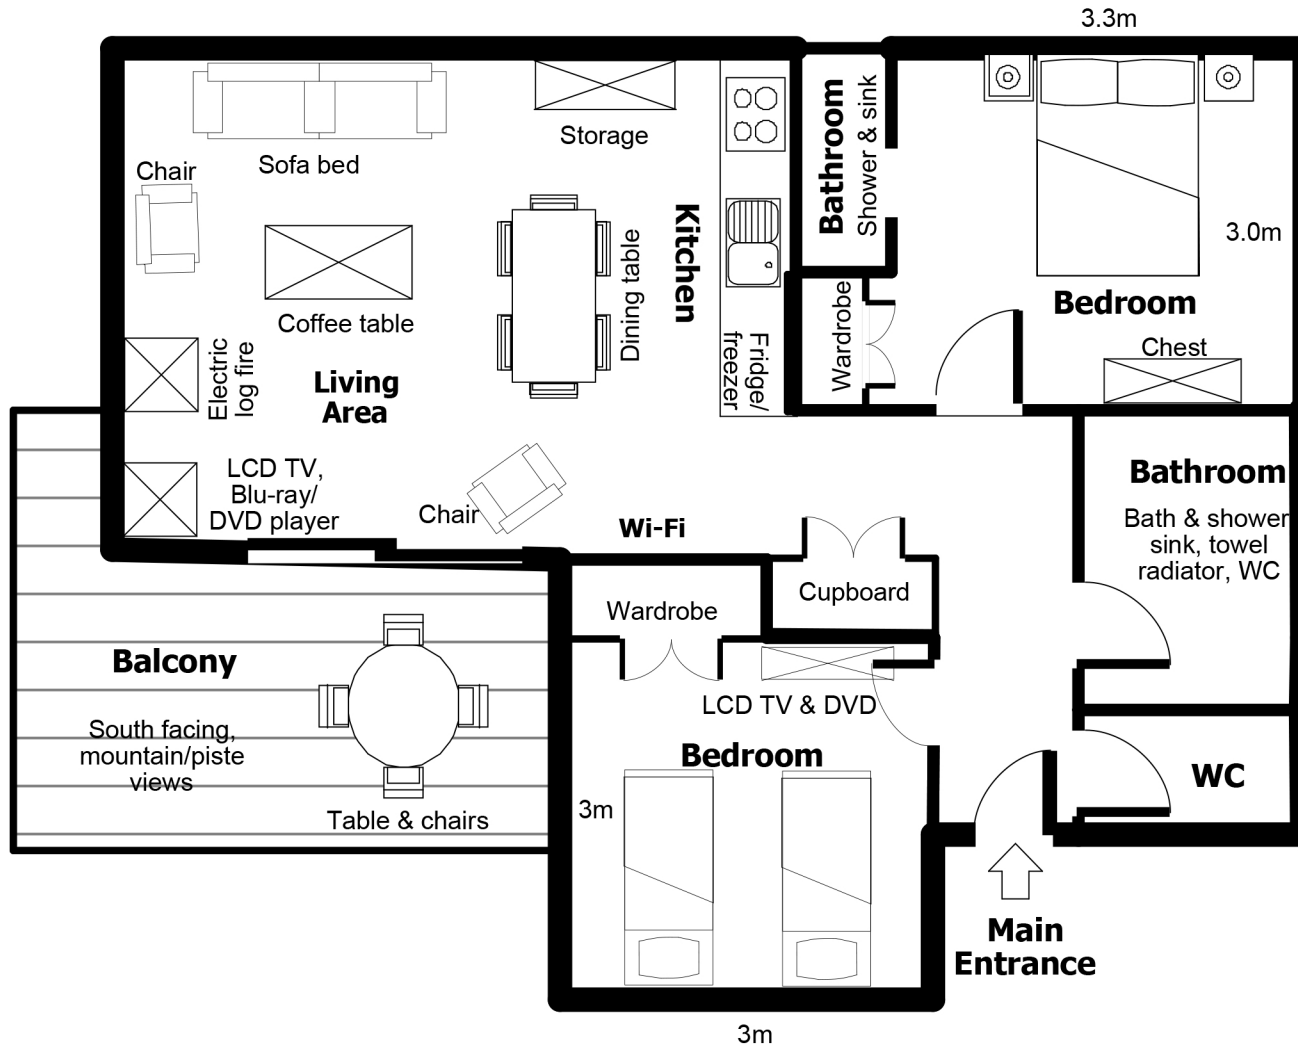 3.3m
Bathroom
Shower & sink
Storage
Sofa bed
Chair
Kitchen
Dining table
3.0m
Bedroom
Coffee table
Wardrobe
Chest
Fridge/
freezer
Electric
log fire
Living
Area
LCD TV,
Blu-ray/
DVD player
Chair
Wi-Fi
Bathroom
Bath & shower
sink, towel
radiator, WC
Cupboard
Wardrobe
Balcony
South facing,
mountain/piste
views
Table & chairs
LCD TV & DVD
Bedroom
3m
WC
Main
Entrance
3m